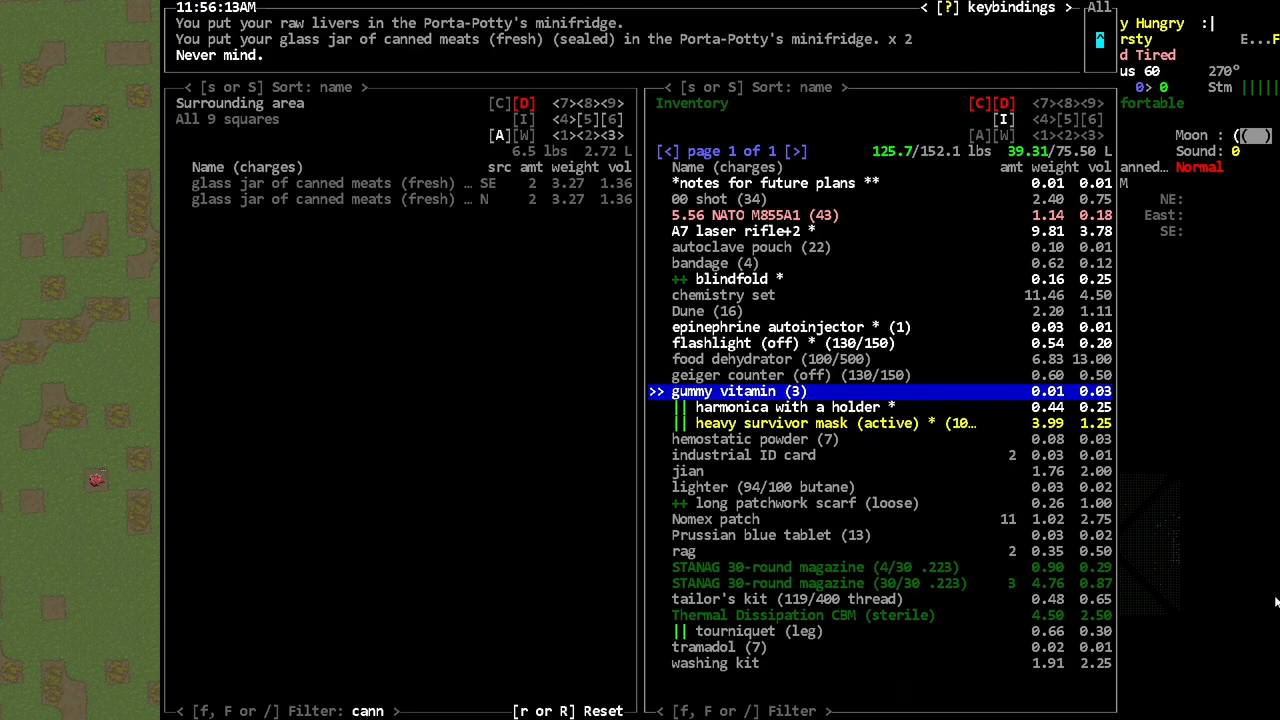 11:56:13AM < [?] keybindings > All
You put your raw livers in the Porta-Potty's minifridge.
You put your glass jar of canned meats (fresh) (sealed) in the Porta-Potty's minifridge. x 2
Never mind.
y Hungry :|
rsty E...F
d Tired
us 60 270°
0> 0 Stm |||||
fortable
Moon : (
Sound: 0
anned... Normal
M
NE:
East:
SE:
< [s or S] Sort: name >
Surrounding area [C][D] <7><8><9>
All 9 squares [I] <4>[5][6]
[A][W] <1><2><3>
6.5 lbs 2.72 L
Name (charges) src amt weight vol
glass jar of canned meats (fresh) … SE 2 3.27 1.36
glass jar of canned meats (fresh) … N 2 3.27 1.36
< [f, F or /] Filter: cann > [r or R] Reset
< [s or S] Sort: name >
Inventory [C][D] <7><8><9>
[I] <4>[5][6]
[A][W] <1><2><3>
[<] page 1 of 1 [>] 125.7/152.1 lbs 39.31/75.50 L
Name (charges) amt weight vol
*notes for future plans ** 0.01 0.01
00 shot (34) 2.40 0.75
5.56 NATO M855A1 (43) 1.14 0.18
A7 laser rifle+2 * 9.81 3.78
autoclave pouch (22) 0.10 0.01
bandage (4) 0.62 0.12
++ blindfold * 0.16 0.25
chemistry set 11.46 4.50
Dune (16) 2.20 1.11
epinephrine autoinjector * (1) 0.03 0.01
flashlight (off) * (130/150) 0.54 0.20
food dehydrator (100/500) 6.83 13.00
geiger counter (off) (130/150) 0.60 0.50
>> gummy vitamin (3) 0.01 0.03
|| harmonica with a holder * 0.44 0.25
|| heavy survivor mask (active) * (10… 3.99 1.25
hemostatic powder (7) 0.08 0.03
industrial ID card 2 0.03 0.01
jian 1.76 2.00
lighter (94/100 butane) 0.03 0.02
++ long patchwork scarf (loose) 0.26 1.00
Nomex patch 11 1.02 2.75
Prussian blue tablet (13) 0.03 0.02
rag 2 0.35 0.50
STANAG 30-round magazine (4/30 .223) 0.90 0.29
STANAG 30-round magazine (30/30 .223) 3 4.76 0.87
tailor's kit (119/400 thread) 0.48 0.65
Thermal Dissipation CBM (sterile) 4.50 2.50
|| tourniquet (leg) 0.66 0.30
tramadol (7) 0.02 0.01
washing kit 1.91 2.25
< [f, F or /] Filter >